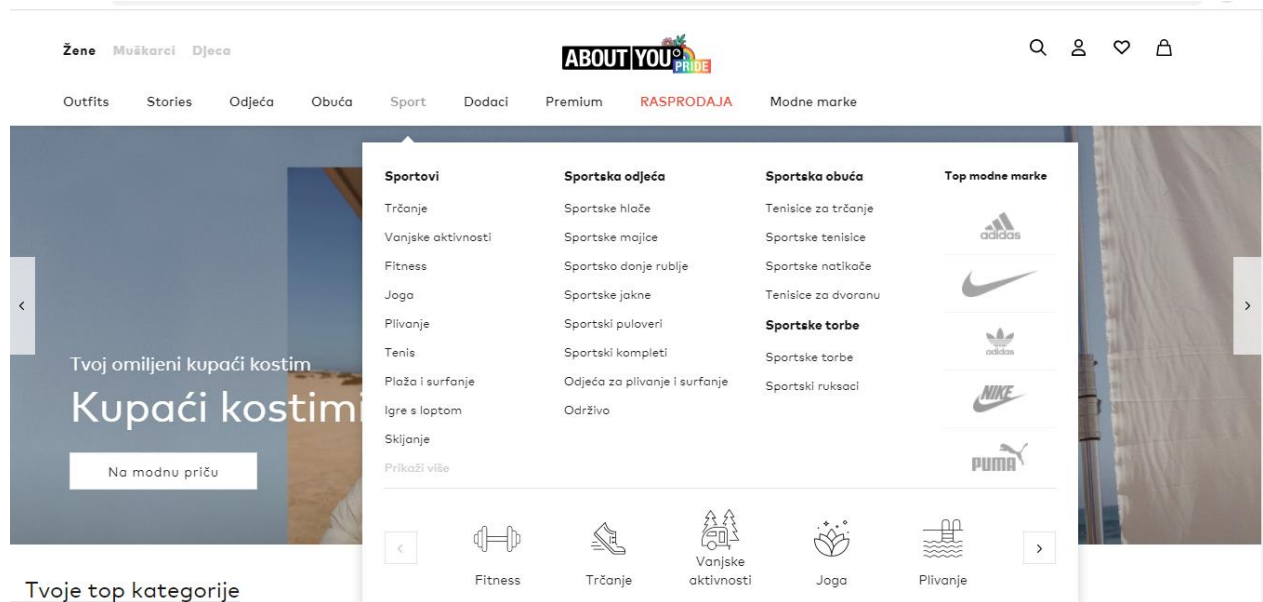 Žene Muškarci Djeca
ABOUT YOU°
PRIDE
Outfits Stories Odjeća Obuća Sport Dodaci Premium RASPRODAJA Modne marke
Sportovi
Trčanje
Vanjske aktivnosti
Fitness
Joga
Plivanje
Tenis
Plaža i surfanje
Igre s loptom
Skijanje
Prikaži više
Sportska odjeća
Sportske hlače
Sportske majice
Sportsko donje rublje
Sportske jakne
Sportski puloveri
Sportski kompleti
Odjeća za plivanje i surfanje
Održivo
Sportska obuća
Tenisice za trčanje
Sportske tenisice
Sportske natikače
Tenisice za dvoranu
Sportske torbe
Sportske torbe
Sportski ruksaci
Top modne marke
adidas
adidas
NIKE
PUMA
Tvoj omiljeni kupaći kostim
Kupaći kostimi
Na modnu priču
Fitness
Trčanje
Vanjske
aktivnosti
Joga
Plivanje
Tvoje top kategorije